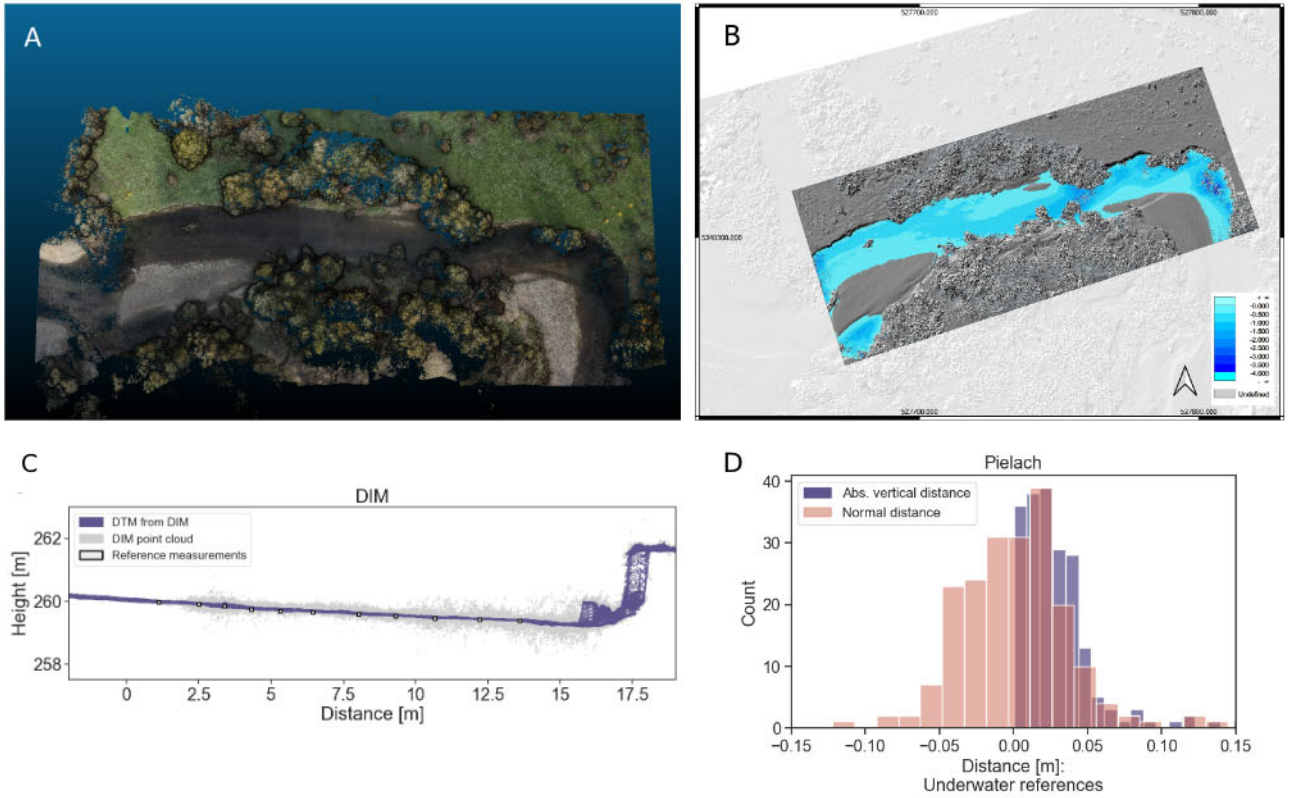 A
B
527700.000
527800.000
5340300.000
-0.000
-0.500
-1.000
-1.500
-2.000
-2.500
-3.000
-3.500
-4.000
Undefined
527700.000
527800.000
C
DIM
DTM from DIM
DIM point cloud
Reference measurements
Height [m]
262
260
258
0
2.5
5
7.5
10
12.5
15
17.5
Distance [m]
D
Pielach
Abs. vertical distance
Normal distance
Count
40
30
20
10
0
−0.15
−0.10
−0.05
0.00
0.05
0.10
0.15
Distance [m]:
Underwater references